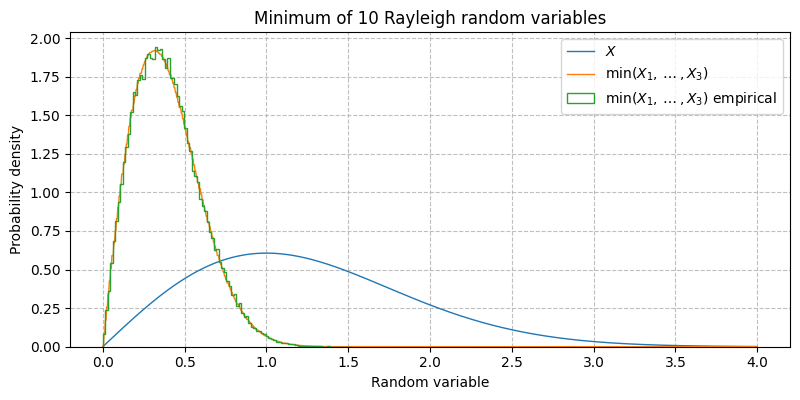 Minimum of 10 Rayleigh random variables
2.00
1.75
1.50
1.25
1.00
0.75
0.50
0.25
0.00
Probability density
X
min(X₁, … , X₃)
min(X₁, … , X₃) empirical
0.0 0.5 1.0 1.5 2.0 2.5 3.0 3.5 4.0
Random variable